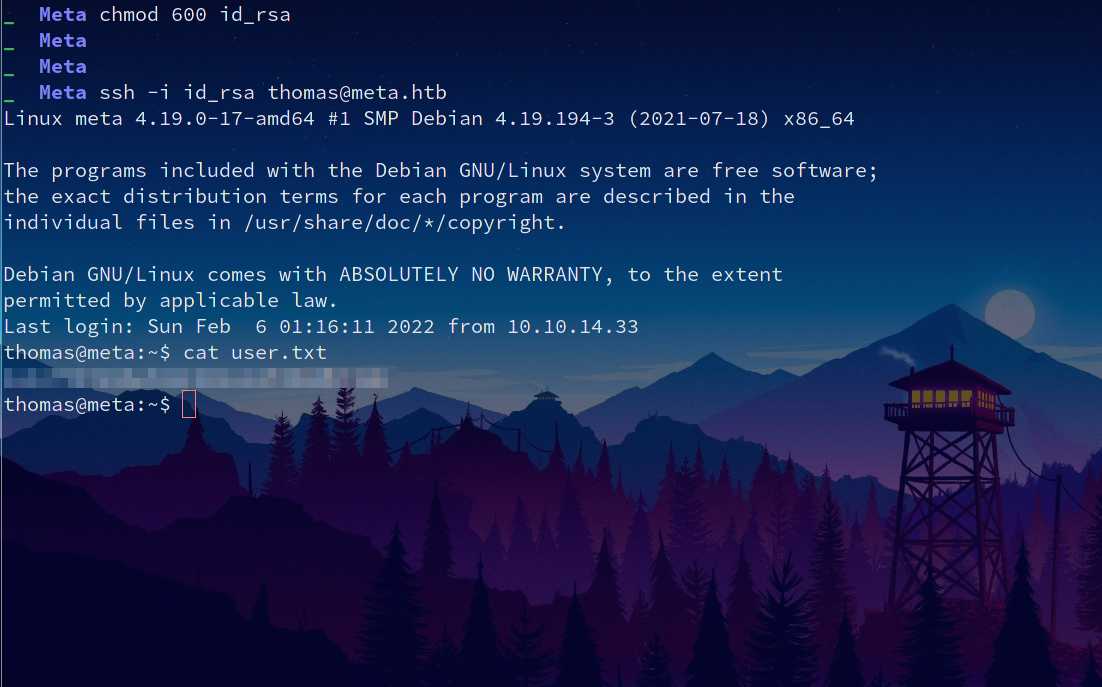 _ Meta chmod 600 id_rsa
_ Meta
_ Meta
_ Meta ssh -i id_rsa thomas@meta.htb
Linux meta 4.19.0-17-amd64 #1 SMP Debian 4.19.194-3 (2021-07-18) x86_64
The programs included with the Debian GNU/Linux system are free software;
the exact distribution terms for each program are described in the
individual files in /usr/share/doc/*/copyright.
Debian GNU/Linux comes with ABSOLUTELY NO WARRANTY, to the extent
permitted by applicable law.
Last login: Sun Feb  6 01:16:11 2022 from 10.10.14.33
thomas@meta:~$ cat user.txt
thomas@meta:~$